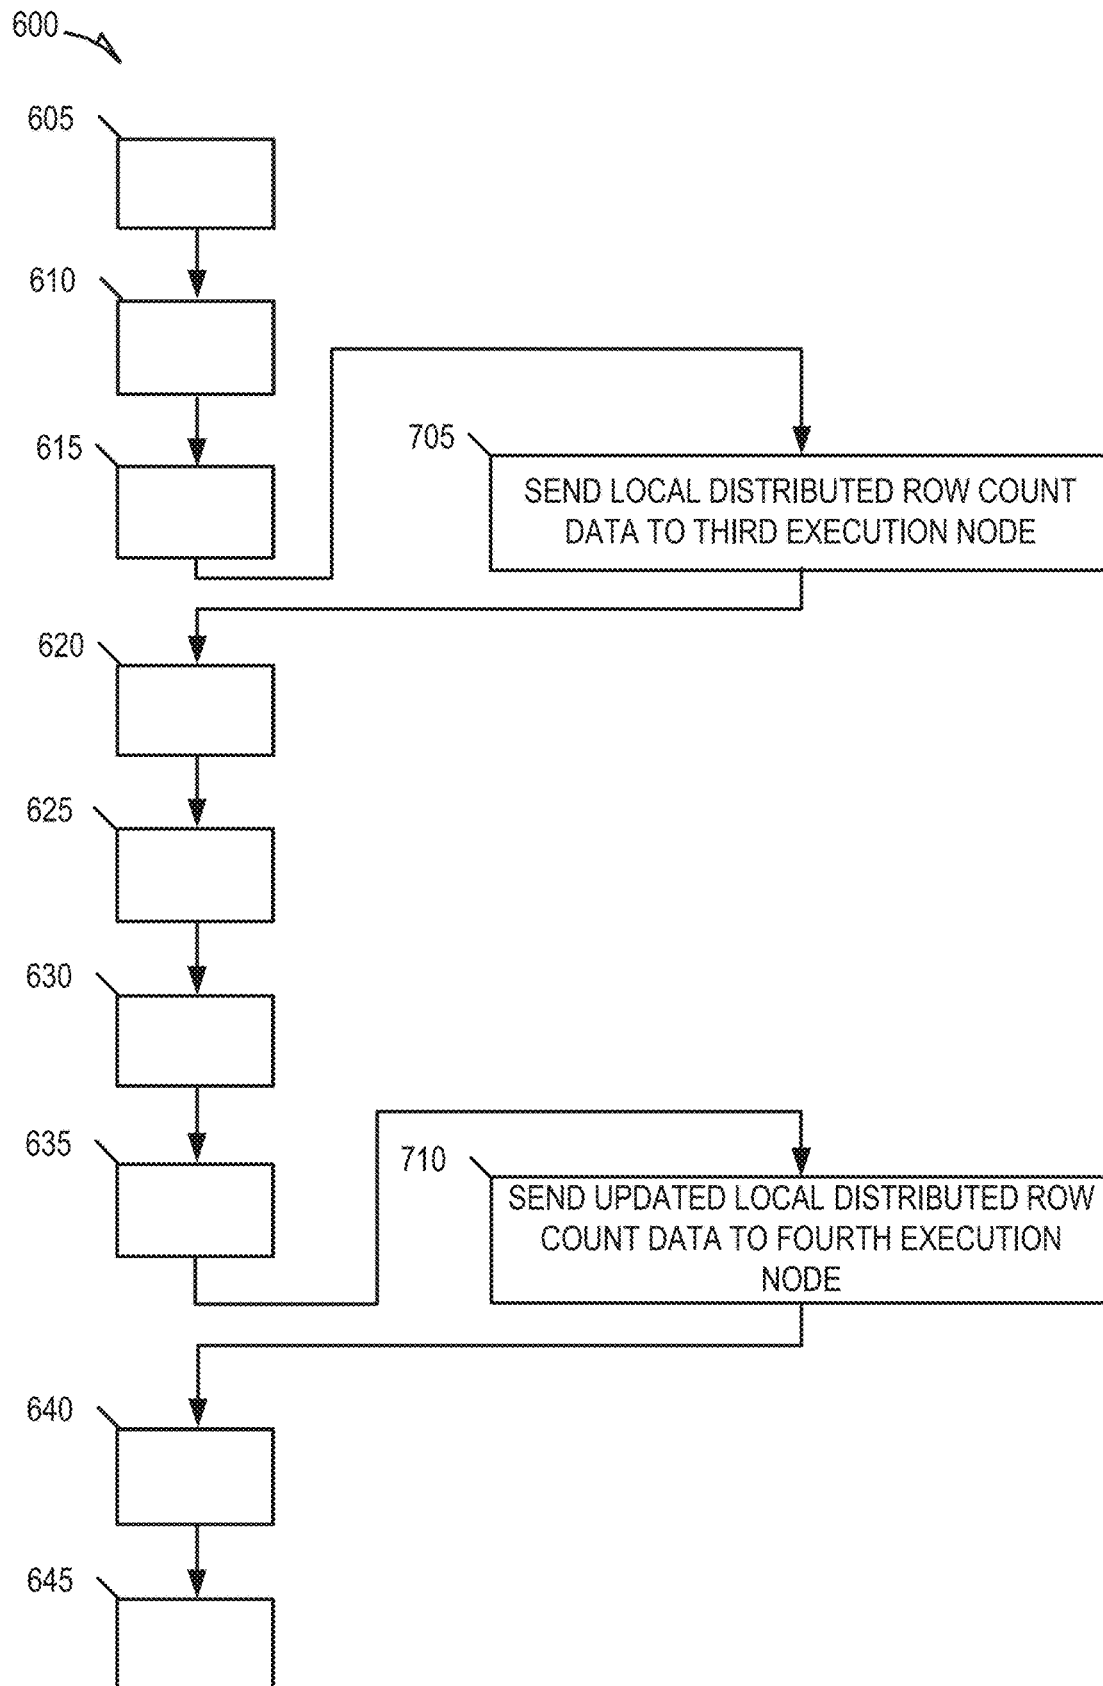 600
605
610
615
705
SEND LOCAL DISTRIBUTED ROW COUNT
DATA TO THIRD EXECUTION NODE
620
625
630
635
710
SEND UPDATED LOCAL DISTRIBUTED ROW
COUNT DATA TO FOURTH EXECUTION
NODE
640
645